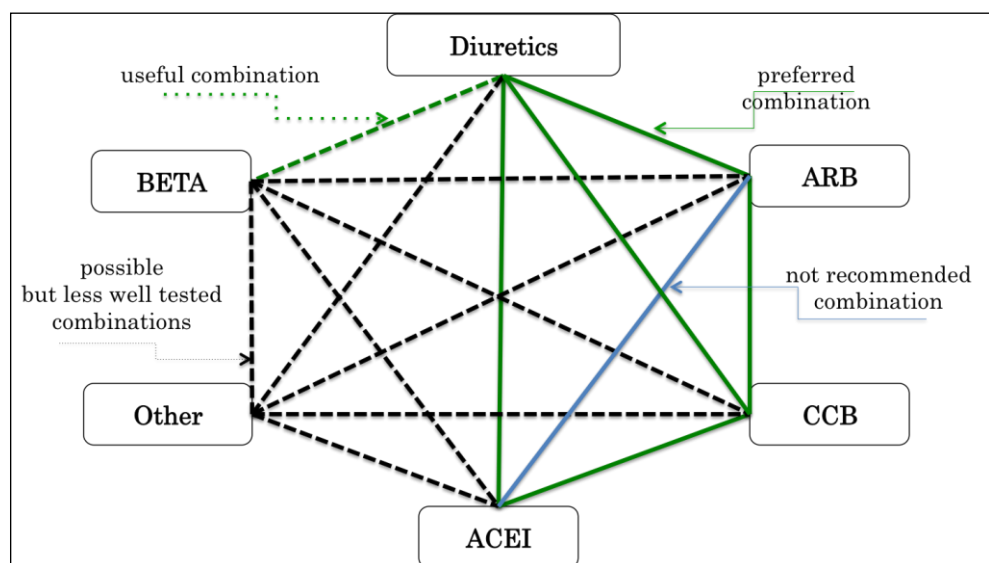 Diuretics
useful combination
preferred
combination
BETA
ARB
possible
but less well tested
combinations
not recommended
combination
Other
CCB
ACEI